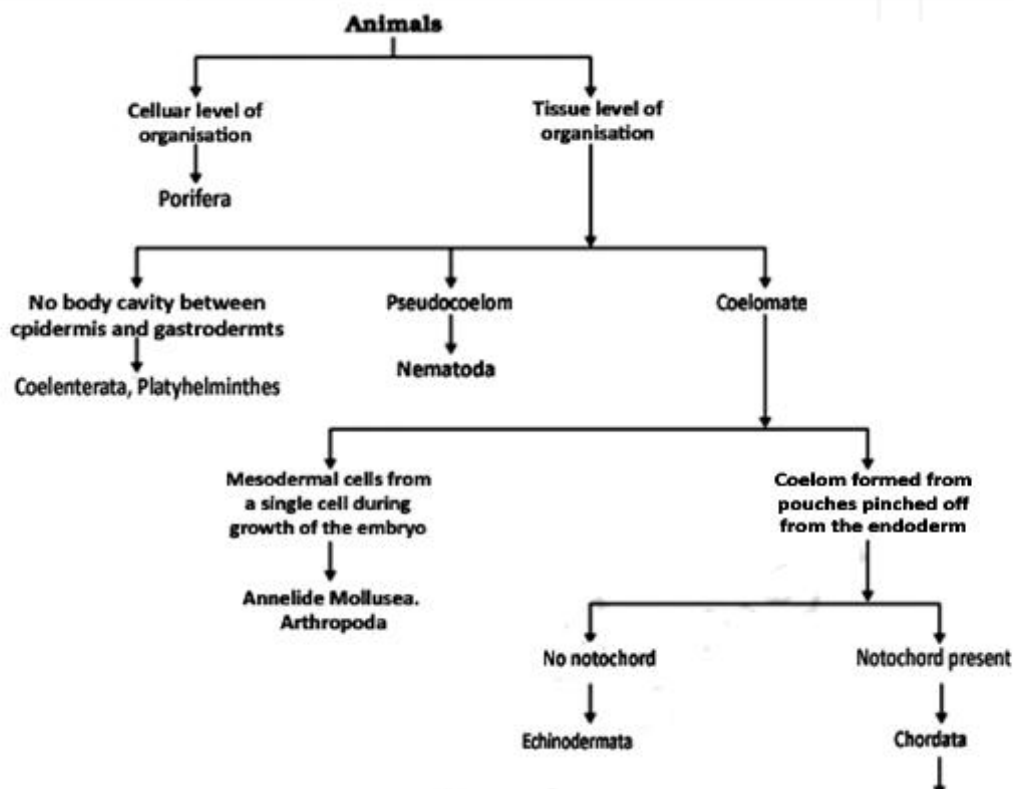 Animals
Celluar level of
organisation
Tissue level of
organisation
Porifera
No body cavity between
cpidermis and gastrodermts
Pseudocoelom
Coelomate
Nematoda
Coelenterata, Platyhelminthes
Mesodermal cells from
a single cell during
growth of the embryo
Coelom formed from
pouches pinched off
from the endoderm
Annelide Mollusea.
Arthropoda
No notochord
Notochord present
Echinodermata
Chordata